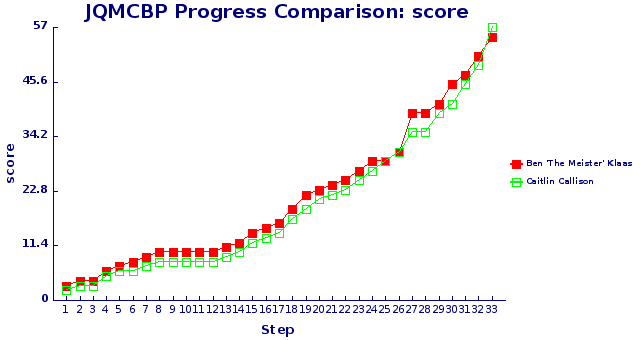 JQMCBP Progress Comparison: score
57
45.6
34.2
22.8
11.4
0
score
1 2 3 4 5 6 7 8 9 10 11 12 13 14 15 16 17 18 19 20 21 22 23 24 25 26 27 28 29 30 31 32 33
Step
Ben 'The Meister' Klaas
Caitlin Callison